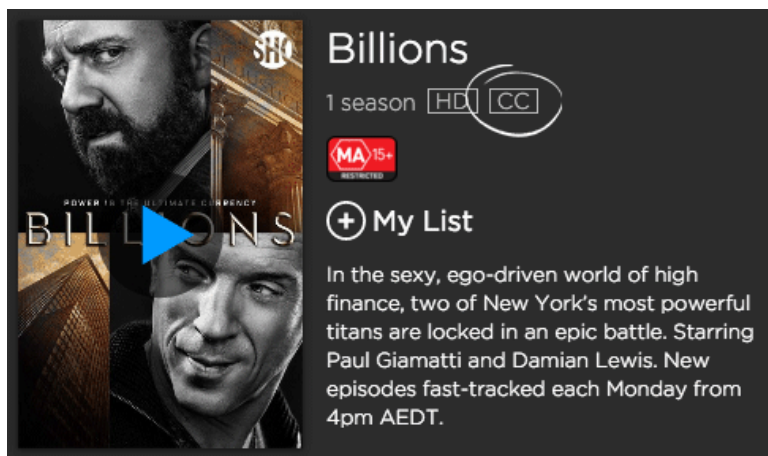 SHO
JUSTICE
POWER IS THE ULTIMATE CURRENCY
BILLIONS
Billions
1 season HD CC
MA 15+
RESTRICTED
+ My List
In the sexy, ego-driven world of high
finance, two of New York's most powerful
titans are locked in an epic battle. Starring
Paul Giamatti and Damian Lewis. New
episodes fast-tracked each Monday from
4pm AEDT.